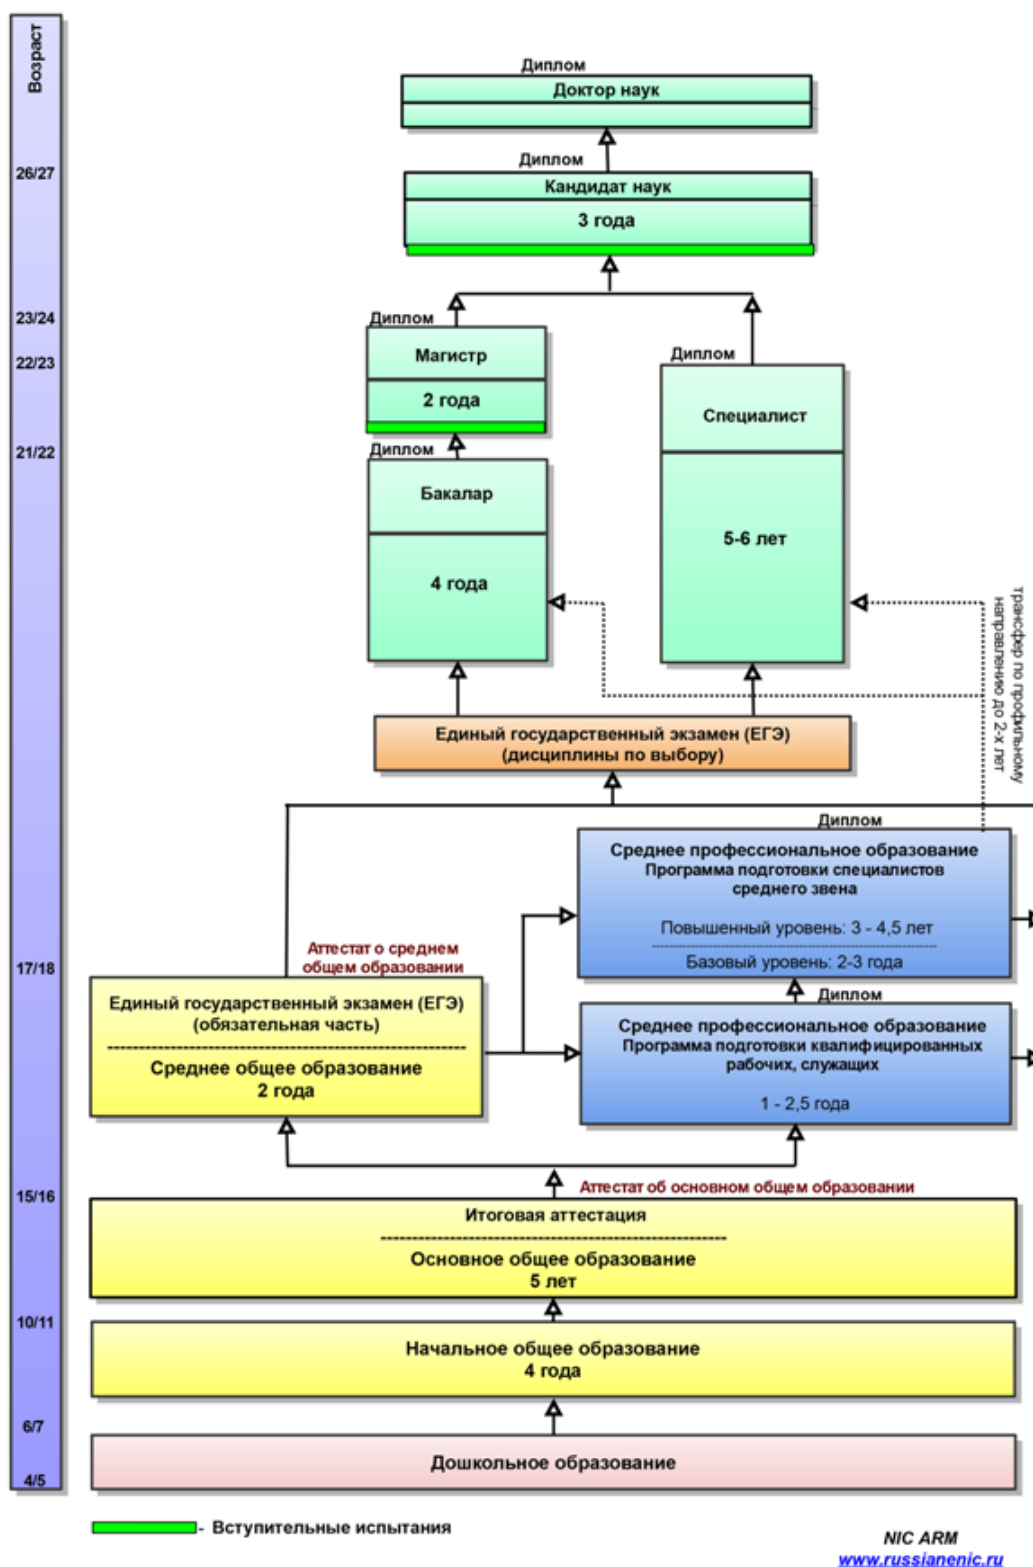 Возраст
26/27
23/24
22/23
21/22
17/18
15/16
10/11
6/7
4/5
Диплом
Доктор наук
Диплом
Кандидат наук
3 года
Диплом
Магистр
2 года
Диплом
Бакалар
4 года
Диплом
Специалист
5-6 лет
трансфер по профильному
направлению до 2-х лет
Единый государственный экзамен (ЕГЭ)
(дисциплины по выбору)
Диплом
Среднее профессиональное образование
Программа подготовки специалистов
среднего звена
Повышенный уровень: 3 - 4,5 лет
Базовый уровень: 2-3 года
Аттестат о среднем
общем образовании
Единый государственный экзамен (ЕГЭ)
(обязательная часть)
Среднее общее образование
2 года
Диплом
Среднее профессиональное образование
Программа подготовки квалифицированных
рабочих, служащих
1 - 2,5 года
Аттестат об основном общем образовании
Итоговая аттестация
Основное общее образование
5 лет
Начальное общее образование
4 года
Дошкольное образование
- Вступительные испытания
NIC ARM
www.russianenic.ru